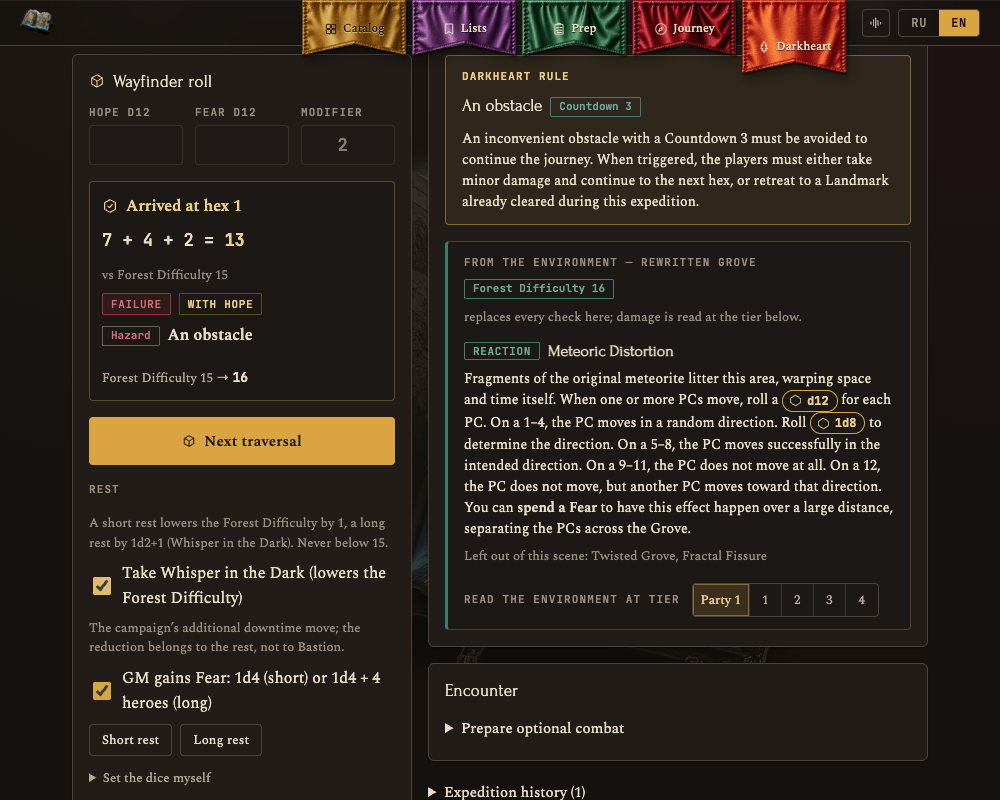 Catalog
Lists
Prep
Journey
Darkheart
RU
EN
Wayfinder roll
HOPE D12
FEAR D12
MODIFIER
2
Arrived at hex 1
7 + 4 + 2 = 13
vs Forest Difficulty 15
FAILURE
WITH HOPE
Hazard
An obstacle
Forest Difficulty 15 → 16
Next traversal
REST
A short rest lowers the Forest Difficulty by 1, a long
rest by 1d2+1 (Whisper in the Dark). Never below 15.
Take Whisper in the Dark (lowers the
Forest Difficulty)
The campaign’s additional downtime move; the
reduction belongs to the rest, not to Bastion.
GM gains Fear: 1d4 (short) or 1d4 + 4
heroes (long)
Short rest
Long rest
Set the dice myself
DARKHEART RULE
An obstacle
Countdown 3
An inconvenient obstacle with a Countdown 3 must be avoided to
continue the journey. When triggered, the players must either take
minor damage and continue to the next hex, or retreat to a Landmark
already cleared during this expedition.
FROM THE ENVIRONMENT — REWRITTEN GROVE
Forest Difficulty 16
replaces every check here; damage is read at the tier below.
REACTION
Meteoric Distortion
Fragments of the original meteorite litter this area, warping space
and time itself. When one or more PCs move, roll a d12 for each
PC. On a 1–4, the PC moves in a random direction. Roll 1d8 to
determine the direction. On a 5–8, the PC moves successfully in the
intended direction. On a 9–11, the PC does not move at all. On a 12,
the PC does not move, but another PC moves toward that direction.
You can spend a Fear to have this effect happen over a large distance,
separating the PCs across the Grove.
Left out of this scene: Twisted Grove, Fractal Fissure
READ THE ENVIRONMENT AT TIER
Party 1
1
2
3
4
Encounter
Prepare optional combat
Expedition history (1)